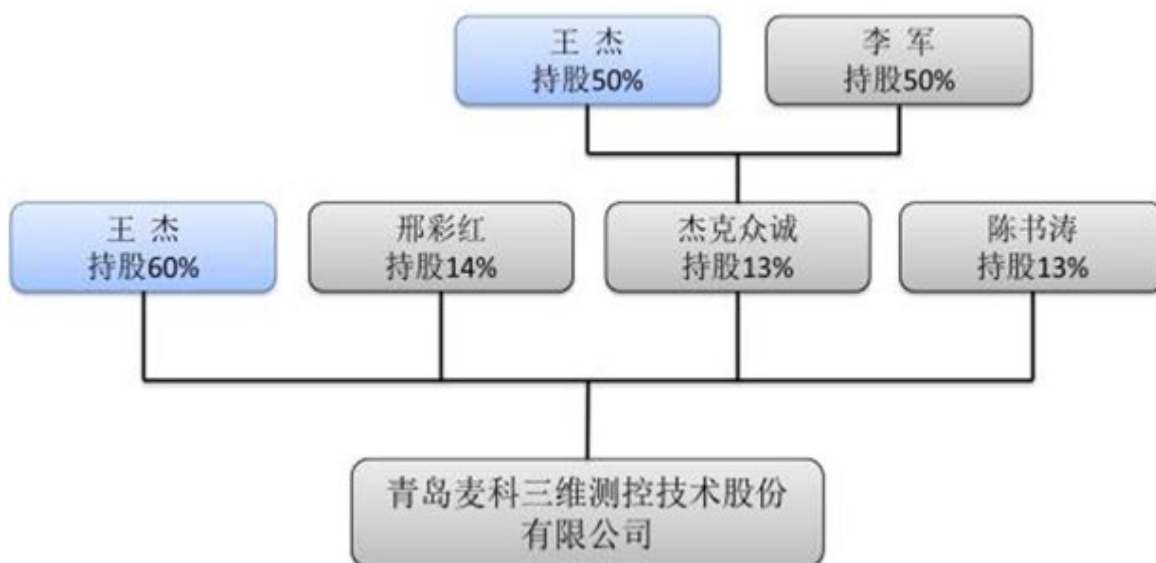 王 杰
持股50%
李 军
持股50%
王 杰
持股60%
邢彩红
持股14%
杰克众诚
持股13%
陈书涛
持股13%
青岛麦科三维测控技术股份
有限公司